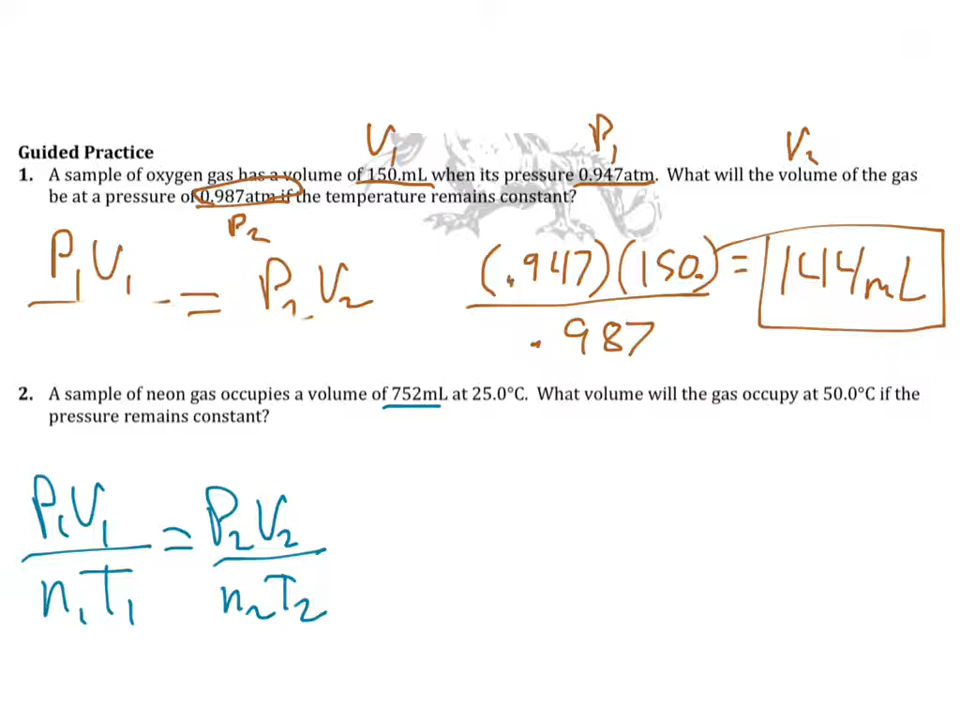 V₁ P₁ V₂
Guided Practice
1. A sample of oxygen gas has a volume of 150.mL when its pressure 0.947atm. What will the volume of the gas
be at a pressure of 0.987atm if the temperature remains constant?
P₂
P₁V₁ = P₂V₂
(.947)(150.) = 144mL
.987
2. A sample of neon gas occupies a volume of 752mL at 25.0°C. What volume will the gas occupy at 50.0°C if the
pressure remains constant?
P₁V₁ = P₂V₂
n₁T₁ n₂T₂